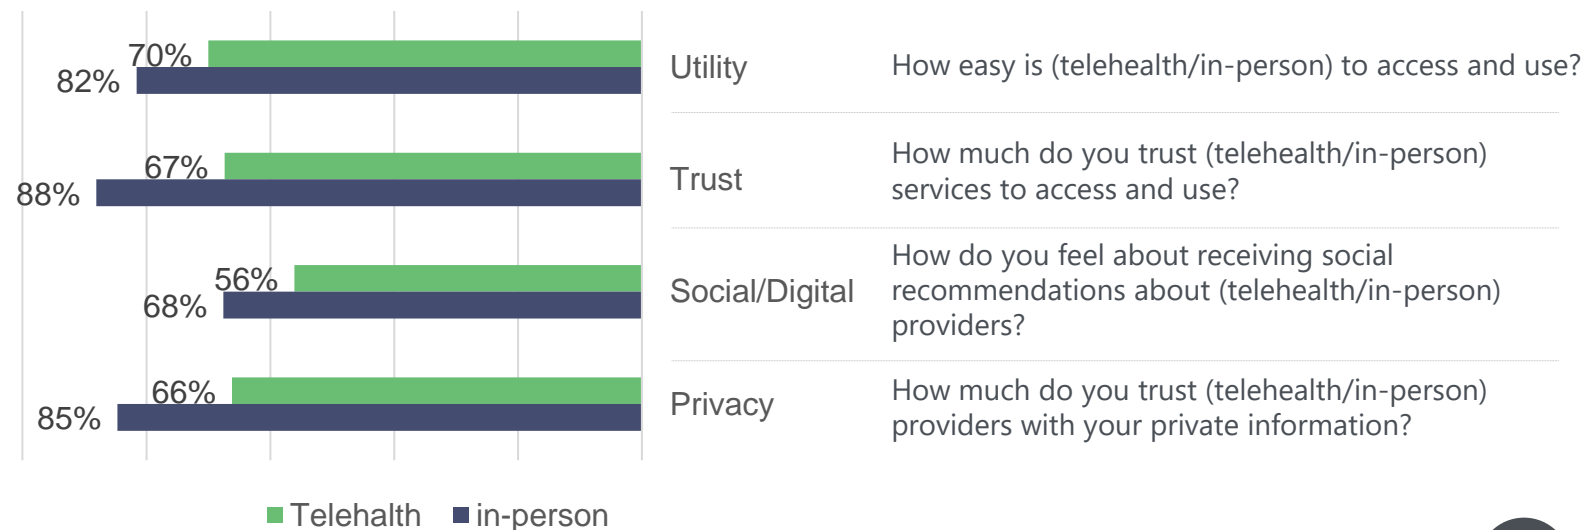 70%
82%
Utility
How easy is (telehealth/in-person) to access and use?
67%
88%
Trust
How much do you trust (telehealth/in-person)
services to access and use?
56%
68%
Social/Digital
How do you feel about receiving social
recommendations about (telehealth/in-person)
providers?
66%
85%
Privacy
How much do you trust (telehealth/in-person)
providers with your private information?
Telehalth
in-person